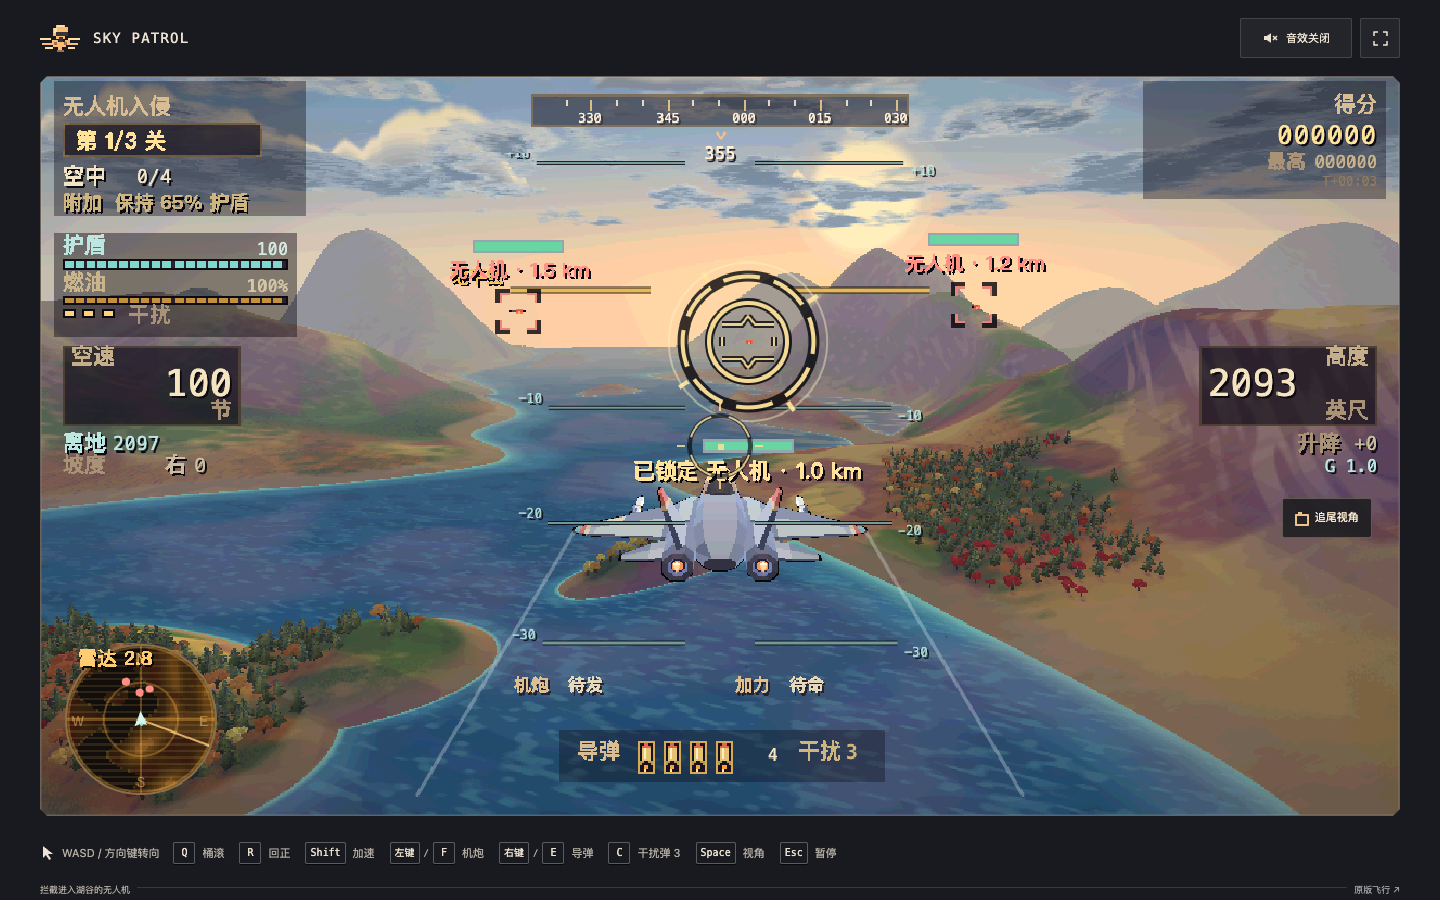 SKY PATROL
音效关闭
无人机入侵
第 1/3 关
空中 0/4
附加 保持 65% 护盾
护盾 100
燃油 100%
干扰
空速
100
节
离地 2097
坡度 右 0
330 345 000 015 030
355
+10 +10
得分
000000
最高 000000
T+00:03
无人机 · 1.5 km
无人机 · 1.2 km
-10 -10
已锁定 无人机 · 1.0 km
-20 -20
-30 -30
高度
2093
英尺
升降 +0
G 1.0
追尾视角
雷达 2.8
N
W E
S
机炮 待发 加力 待命
导弹 4 干扰 3
WASD / 方向键转向 Q 桶滚 R 回正 Shift 加速 左键 / F 机炮 右键 / E 导弹 C 干扰弹 3 Space 视角 Esc 暂停
拦截进入湖谷的无人机
原版飞行 ↗